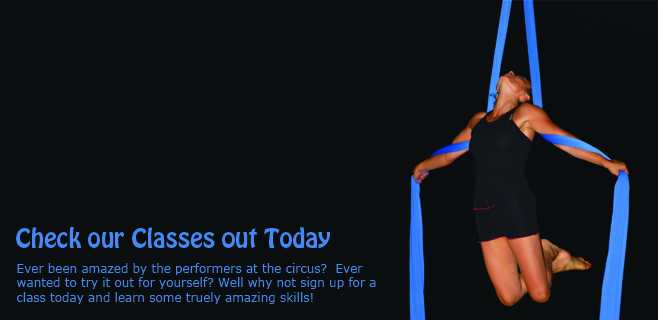 Check our Classes out Today
Ever been amazed by the performers at the circus?  Ever
wanted to try it out for yourself? Well why not sign up for a
class today and learn some truely amazing skills!